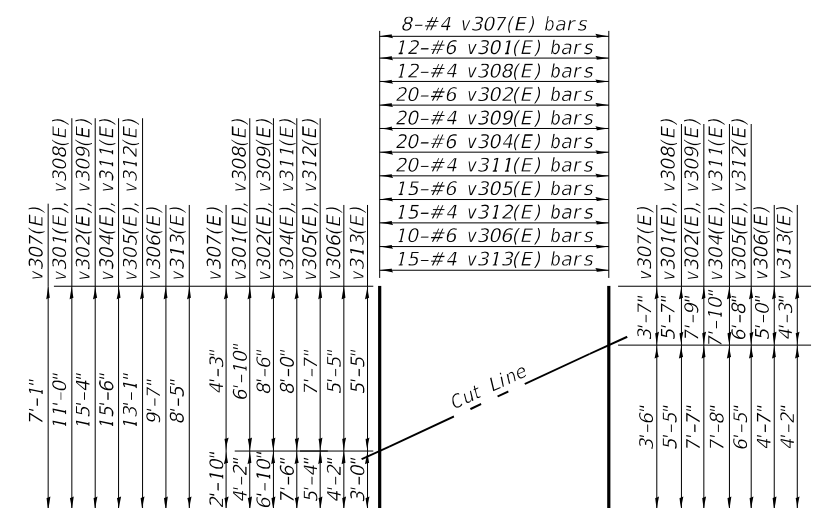 8-#4 v307(E) bars
12-#6 v301(E) bars
12-#4 v308(E) bars
20-#6 v302(E) bars
20-#4 v309(E) bars
20-#6 v304(E) bars
20-#4 v311(E) bars
15-#6 v305(E) bars
15-#4 v312(E) bars
10-#6 v306(E) bars
15-#4 v313(E) bars
v307(E)
v301(E), v308(E)
v302(E), v309(E)
v304(E), v311(E)
v305(E), v312(E)
v306(E)
v313(E)
7'-1"
11'-0"
15'-4"
15'-6"
13'-1"
9'-7"
8'-5"
v307(E)
v301(E), v308(E)
v302(E), v309(E)
v304(E), v311(E)
v305(E), v312(E)
v306(E)
v313(E)
4'-3"
6'-10"
8'-6"
8'-0"
7'-7"
5'-5"
5'-5"
2'-10"
4'-2"
6'-10"
7'-6"
5'-4"
4'-2"
3'-0"
Cut Line
v307(E)
v301(E), v308(E)
v302(E), v309(E)
v304(E), v311(E)
v305(E), v312(E)
v306(E)
v313(E)
3'-7"
5'-7"
7'-9"
7'-10"
6'-8"
5'-0"
4'-3"
3'-6"
5'-5"
7'-7"
7'-8"
6'-5"
4'-7"
4'-2"